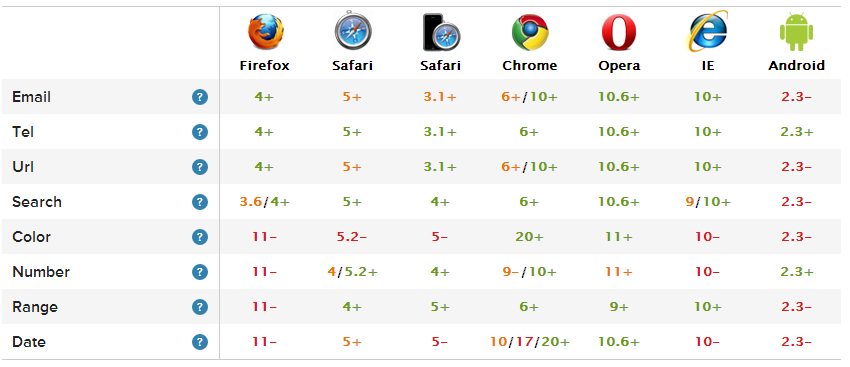 Firefox Safari Safari Chrome Opera IE Android
Email ? 4+ 5+ 3.1+ 6+/10+ 10.6+ 10+ 2.3–
Tel ? 4+ 5+ 3.1+ 6+ 10.6+ 10+ 2.3+
Url ? 4+ 5+ 3.1+ 6+/10+ 10.6+ 10+ 2.3–
Search ? 3.6/4+ 5+ 4+ 6+ 10.6+ 9/10+ 2.3–
Color ? 11– 5.2– 5– 20+ 11+ 10– 2.3–
Number ? 11– 4/5.2+ 4+ 9–/10+ 11+ 10– 2.3+
Range ? 11– 4+ 5+ 6+ 9+ 10+ 2.3–
Date ? 11– 5+ 5– 10/17/20+ 10.6+ 10– 2.3–